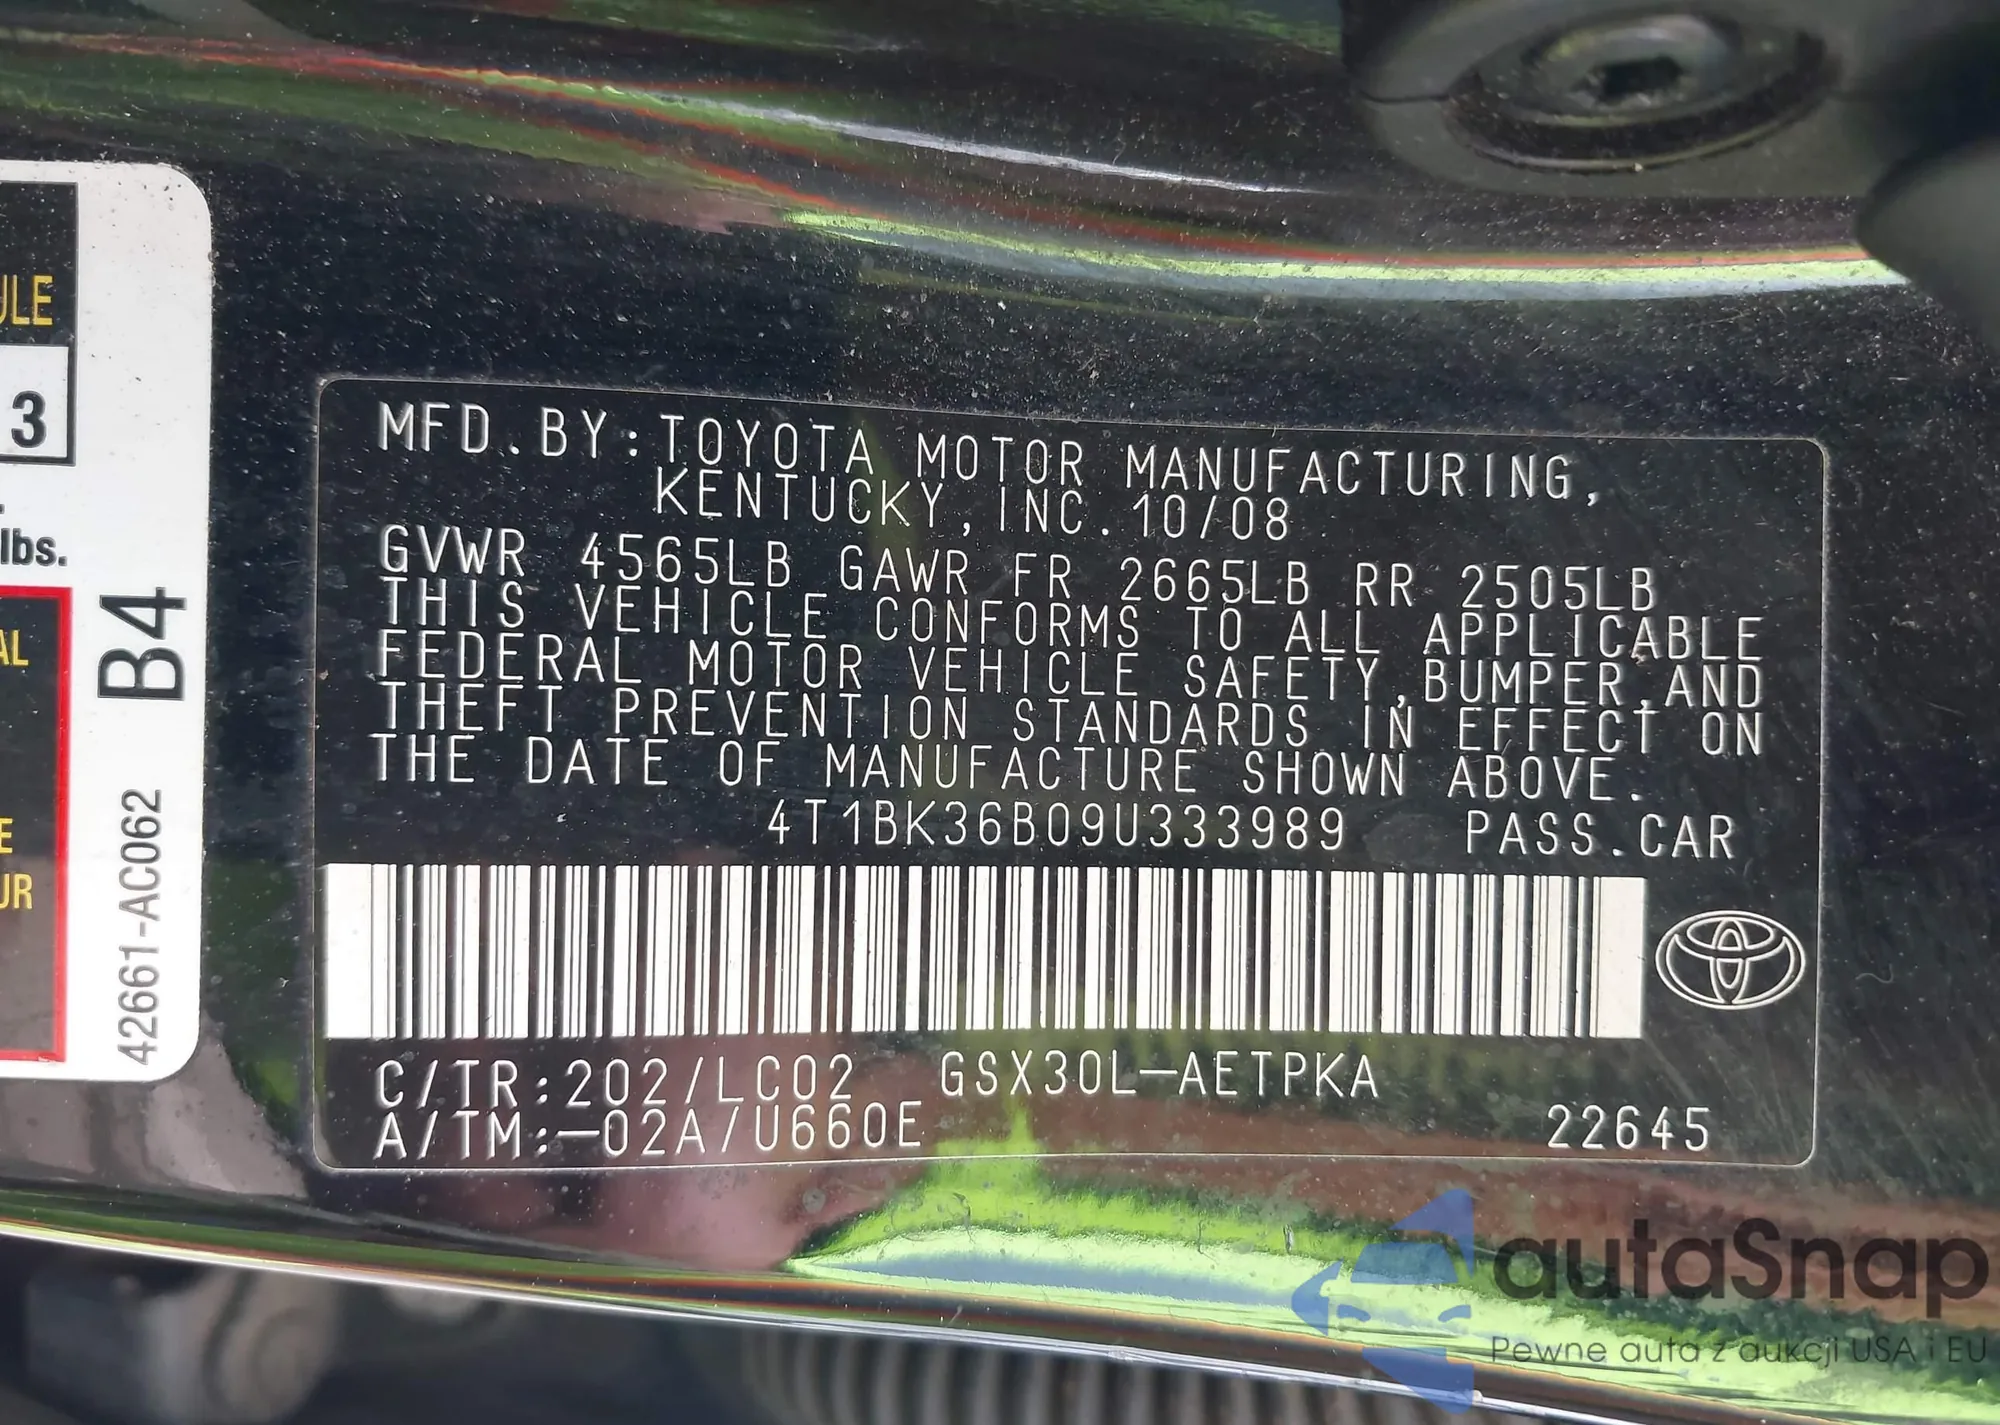 ULE
3
lbs.
AL
E
UR
B4
42661-AC062
MFD.BY:TOYOTA MOTOR MANUFACTURING,
KENTUCKY,INC.10/08
GVWR 4565LB GAWR FR 2665LB RR 2505LB
THIS VEHICLE CONFORMS TO ALL APPLICABLE
FEDERAL MOTOR VEHICLE SAFETY,BUMPER,AND
THEFT PREVENTION STANDARDS IN EFFECT ON
THE DATE OF MANUFACTURE SHOWN ABOVE.
4T1BK36B09U333989 PASS.CAR
C/TR:202/LC02 GSX30L-AETPKA
A/TM:-02A/U660E 22645
autaSnap
Pewne auta z aukcji USA i EU